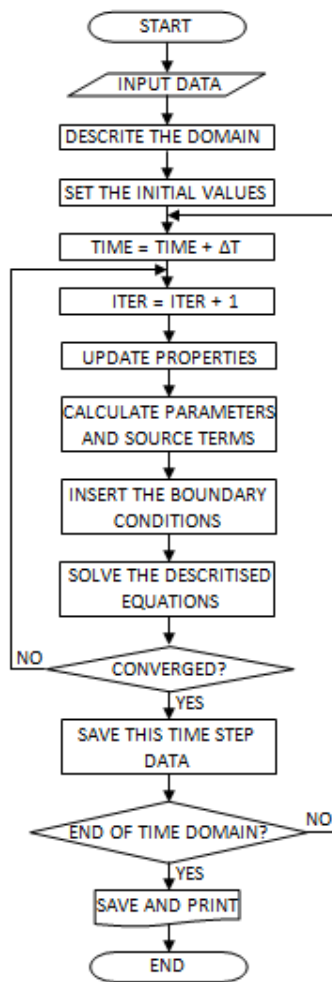 START
INPUT DATA
DESCRITE THE DOMAIN
SET THE INITIAL VALUES
TIME = TIME + ΔT
ITER = ITER + 1
UPDATE PROPERTIES
CALCULATE PARAMETERS
AND SOURCE TERMS
INSERT THE BOUNDARY
CONDITIONS
SOLVE THE DESCRITISED
EQUATIONS
NO
CONVERGED?
YES
SAVE THIS TIME STEP
DATA
END OF TIME DOMAIN?
NO
YES
SAVE AND PRINT
END